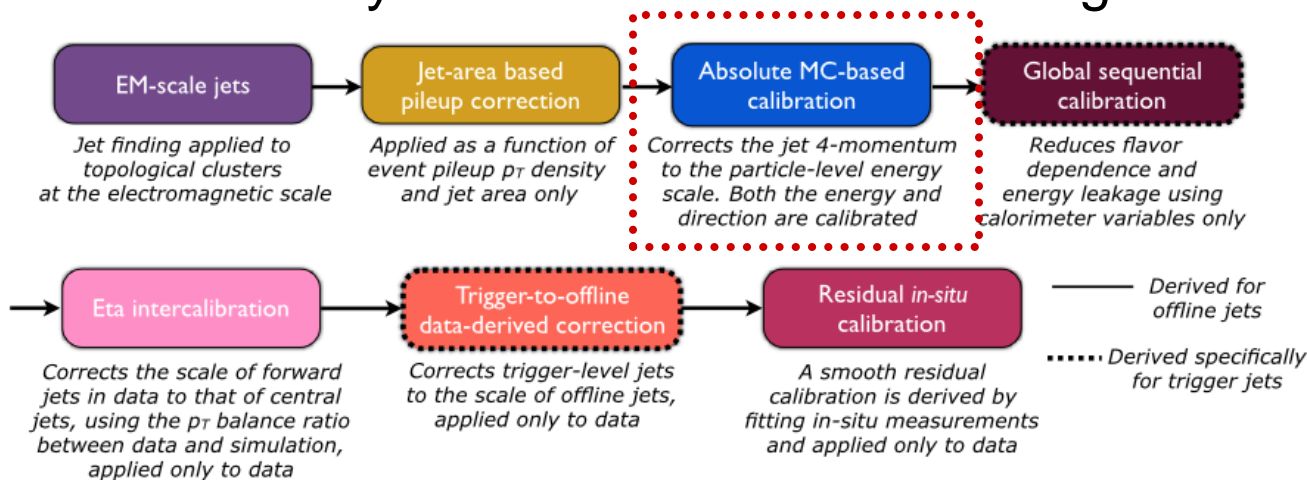 EM-scale jets
Jet finding applied to
topological clusters
at the electromagnetic scale
Jet-area based
pileup correction
Applied as a function of
event pileup pT density
and jet area only
Absolute MC-based
calibration
Corrects the jet 4-momentum
to the particle-level energy
scale. Both the energy and
direction are calibrated
Global sequential
calibration
Reduces flavor
dependence and
energy leakage using
calorimeter variables only
Eta intercalibration
Corrects the scale of forward
jets in data to that of central
jets, using the pT balance ratio
between data and simulation,
applied only to data
Trigger-to-offline
data-derived correction
Corrects trigger-level jets
to the scale of offline jets,
applied only to data
Residual in-situ
calibration
A smooth residual
calibration is derived by
fitting in-situ measurements
and applied only to data
Derived for
offline jets
Derived specifically
for trigger jets